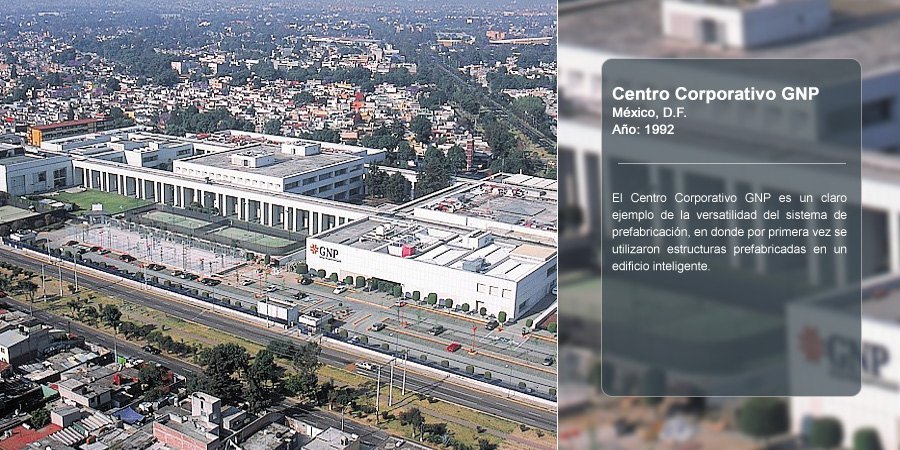 GNP
Centro Corporativo GNP
México, D.F.
Año: 1992
El Centro Corporativo GNP es un claro
ejemplo de la versatilidad del sistema de
prefabricación, en donde por primera vez se
utilizaron estructuras prefabricadas en un
edificio inteligente.
GNP